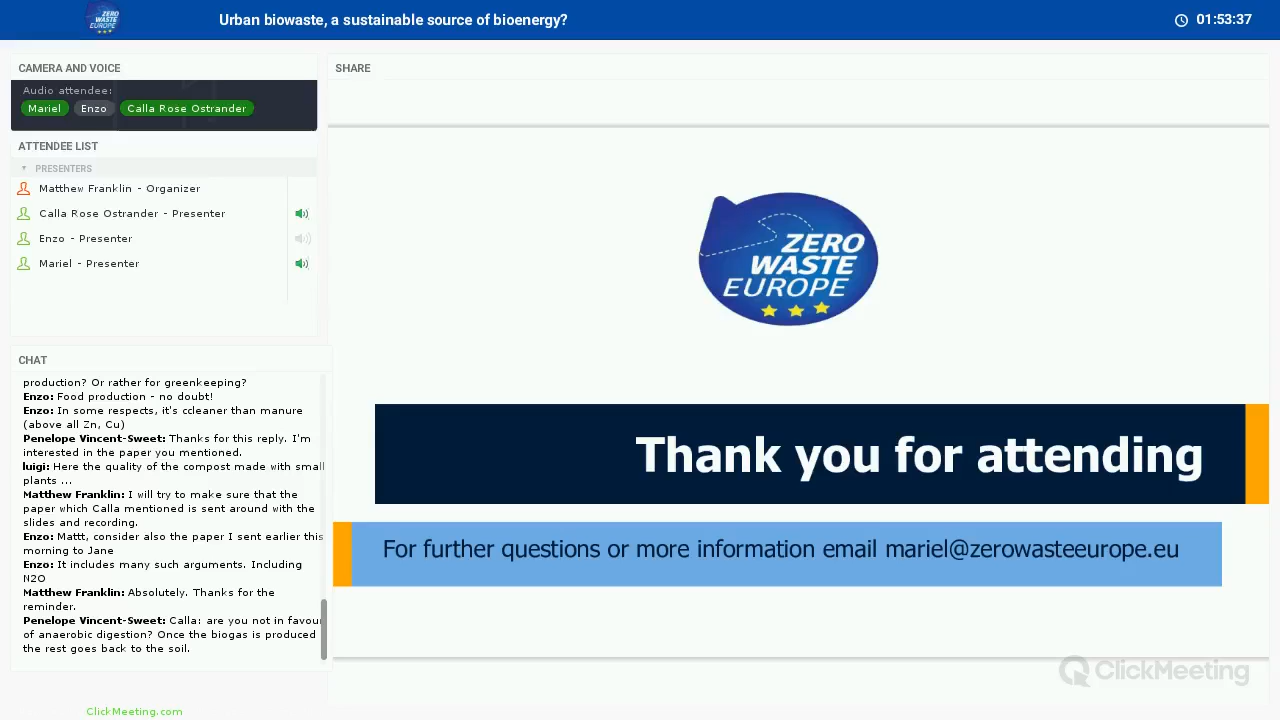 ZERO WASTE EUROPE
Urban biowaste, a sustainable source of bioenergy?
01:53:37
CAMERA AND VOICE
Audio attendee:
Mariel Enzo Calla Rose Ostrander
ATTENDEE LIST
PRESENTERS
Matthew Franklin - Organizer
Calla Rose Ostrander - Presenter
Enzo - Presenter
Mariel - Presenter
CHAT
production? Or rather for greenkeeping?
Enzo: Food production - no doubt!
Enzo: In some respects, it's ccleaner than manure
(above all Zn, Cu)
Penelope Vincent-Sweet: Thanks for this reply. I'm
interested in the paper you mentioned.
luigi: Here the quality of the compost made with small
plants ...
Matthew Franklin: I will try to make sure that the
paper which Calla mentioned is sent around with the
slides and recording.
Enzo: Mattt, consider also the paper I sent earlier this
morning to Jane
Enzo: It includes many such arguments. Including
N2O
Matthew Franklin: Absolutely. Thanks for the
reminder.
Penelope Vincent-Sweet: Calla: are you not in favour
of anaerobic digestion? Once the biogas is produced
the rest goes back to the soil.
ClickMeeting.com
SHARE
ZERO
WASTE
EUROPE
Thank you for attending
For further questions or more information email mariel@zerowasteeurope.eu
ClickMeeting